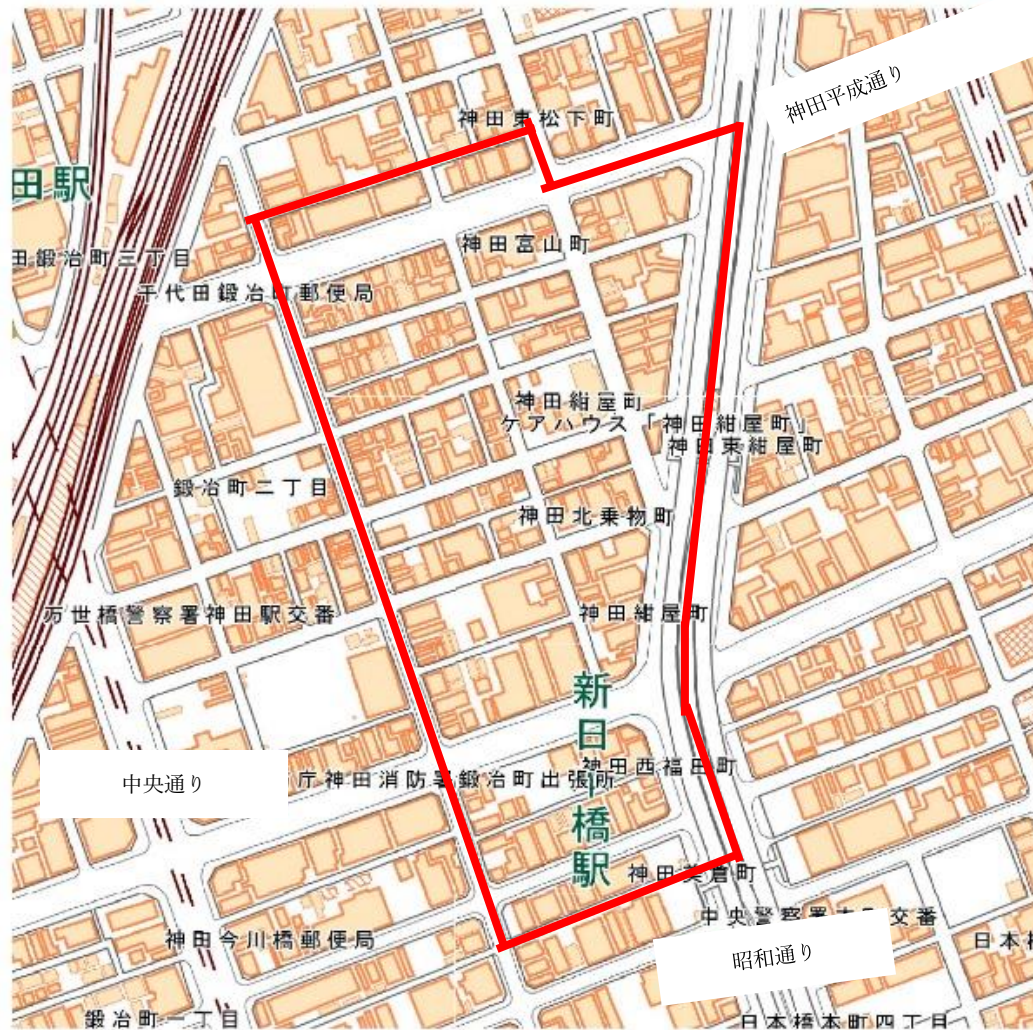 神田平成通り
神田東松下町
田駅
神田富山町
田鍛冶町三丁目
千代田鍛冶町郵便局
神田紺屋町
ケアハウス「神田紺屋町」
神田東紺屋町
鍛冶町二丁目
神田北乗物町
万世橋警察署神田駅交番
神田紺屋町
新日本橋駅
神田西福田町
中央通り
庁神田消防署鍛冶町出張所
神田美倉町
中央警察署本町交番
神田今川橋郵便局
昭和通り
日本橋
鍛冶町一丁目
日本橋本町四丁目